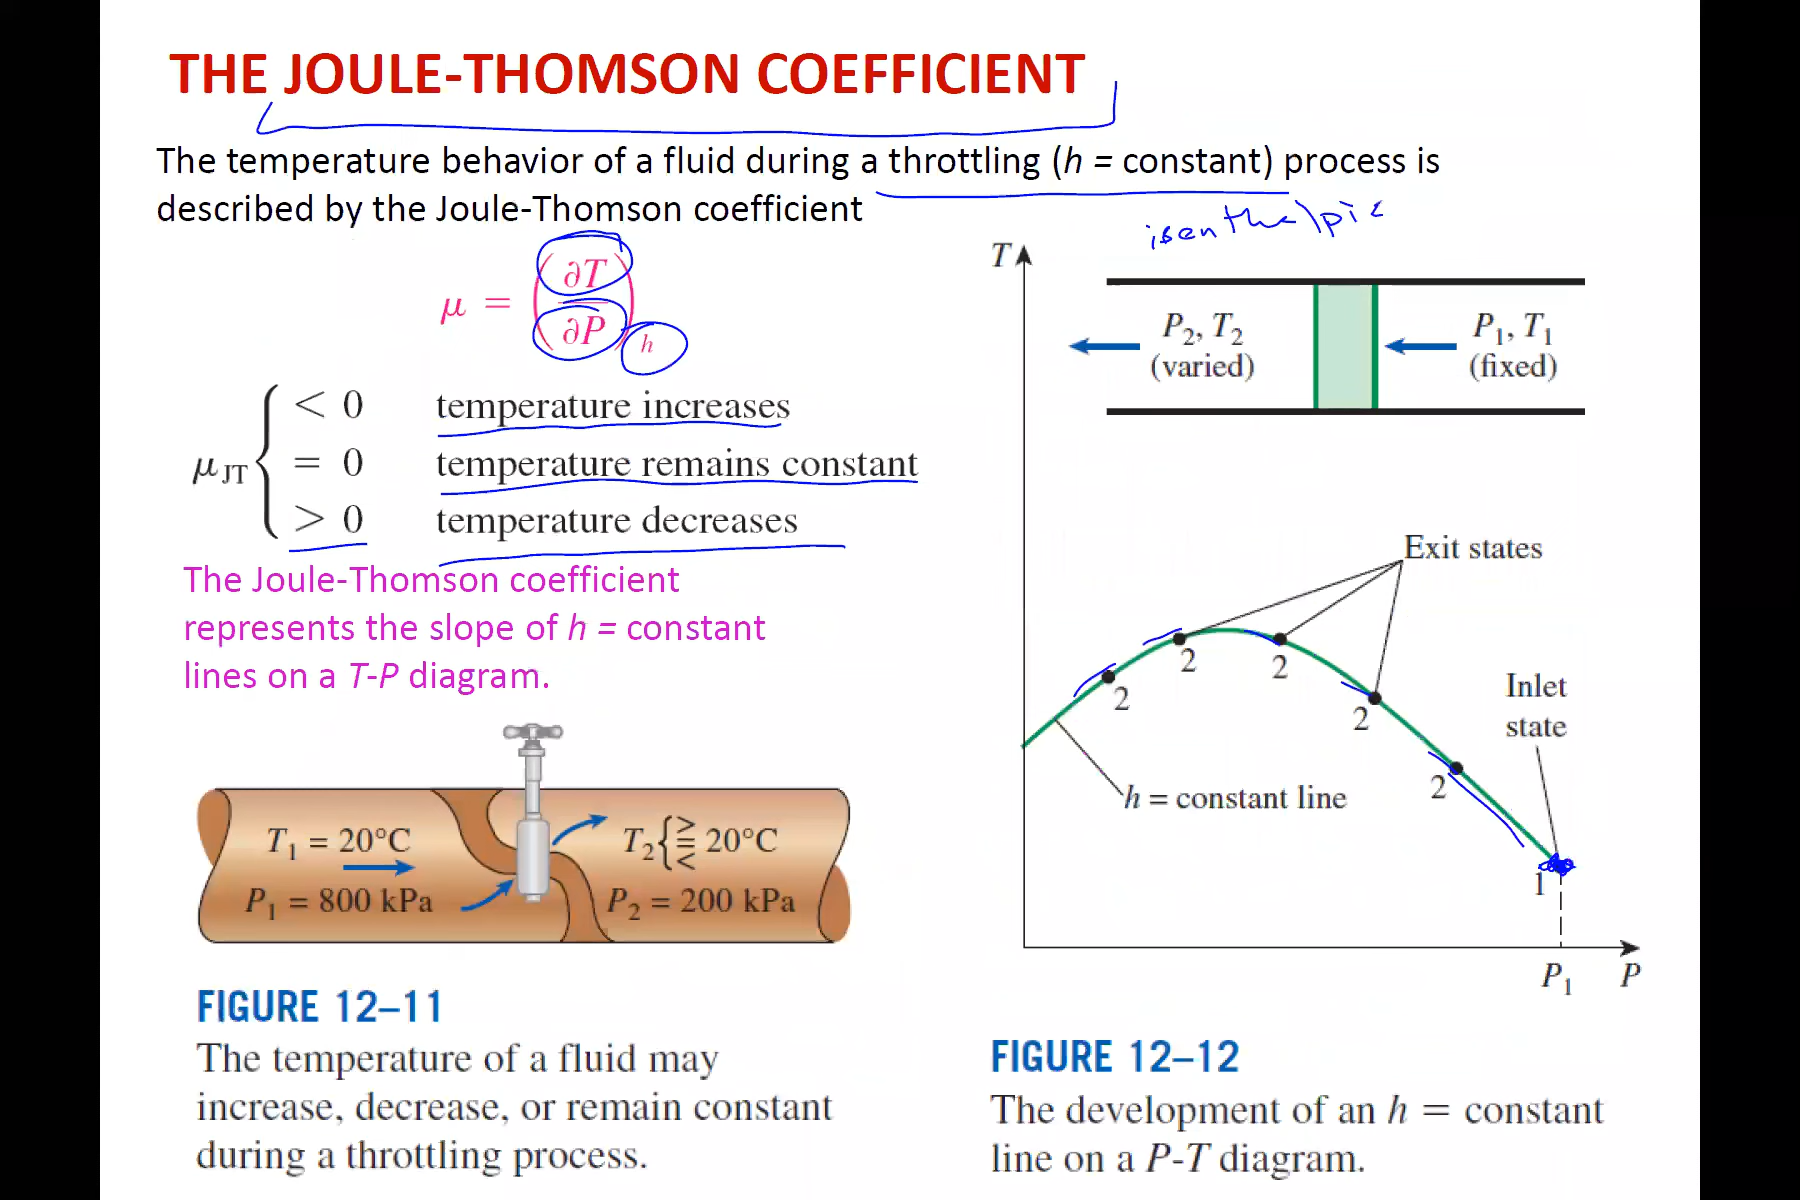 THE JOULE-THOMSON COEFFICIENT
The temperature behavior of a fluid during a throttling (h = constant) process is
described by the Joule-Thomson coefficient
isenthalpic
μ = (∂T/∂P)h
μJT { < 0 temperature increases
= 0 temperature remains constant
> 0 temperature decreases
The Joule-Thomson coefficient
represents the slope of h = constant
lines on a T-P diagram.
T1 = 20°C
P1 = 800 kPa
T2 { > = < 20°C
P2 = 200 kPa
FIGURE 12–11
The temperature of a fluid may
increase, decrease, or remain constant
during a throttling process.
T
P2, T2
(varied)
P1, T1
(fixed)
Exit states
2
2
2
2
2
Inlet
state
h = constant line
1
P1
P
FIGURE 12–12
The development of an h = constant
line on a P-T diagram.